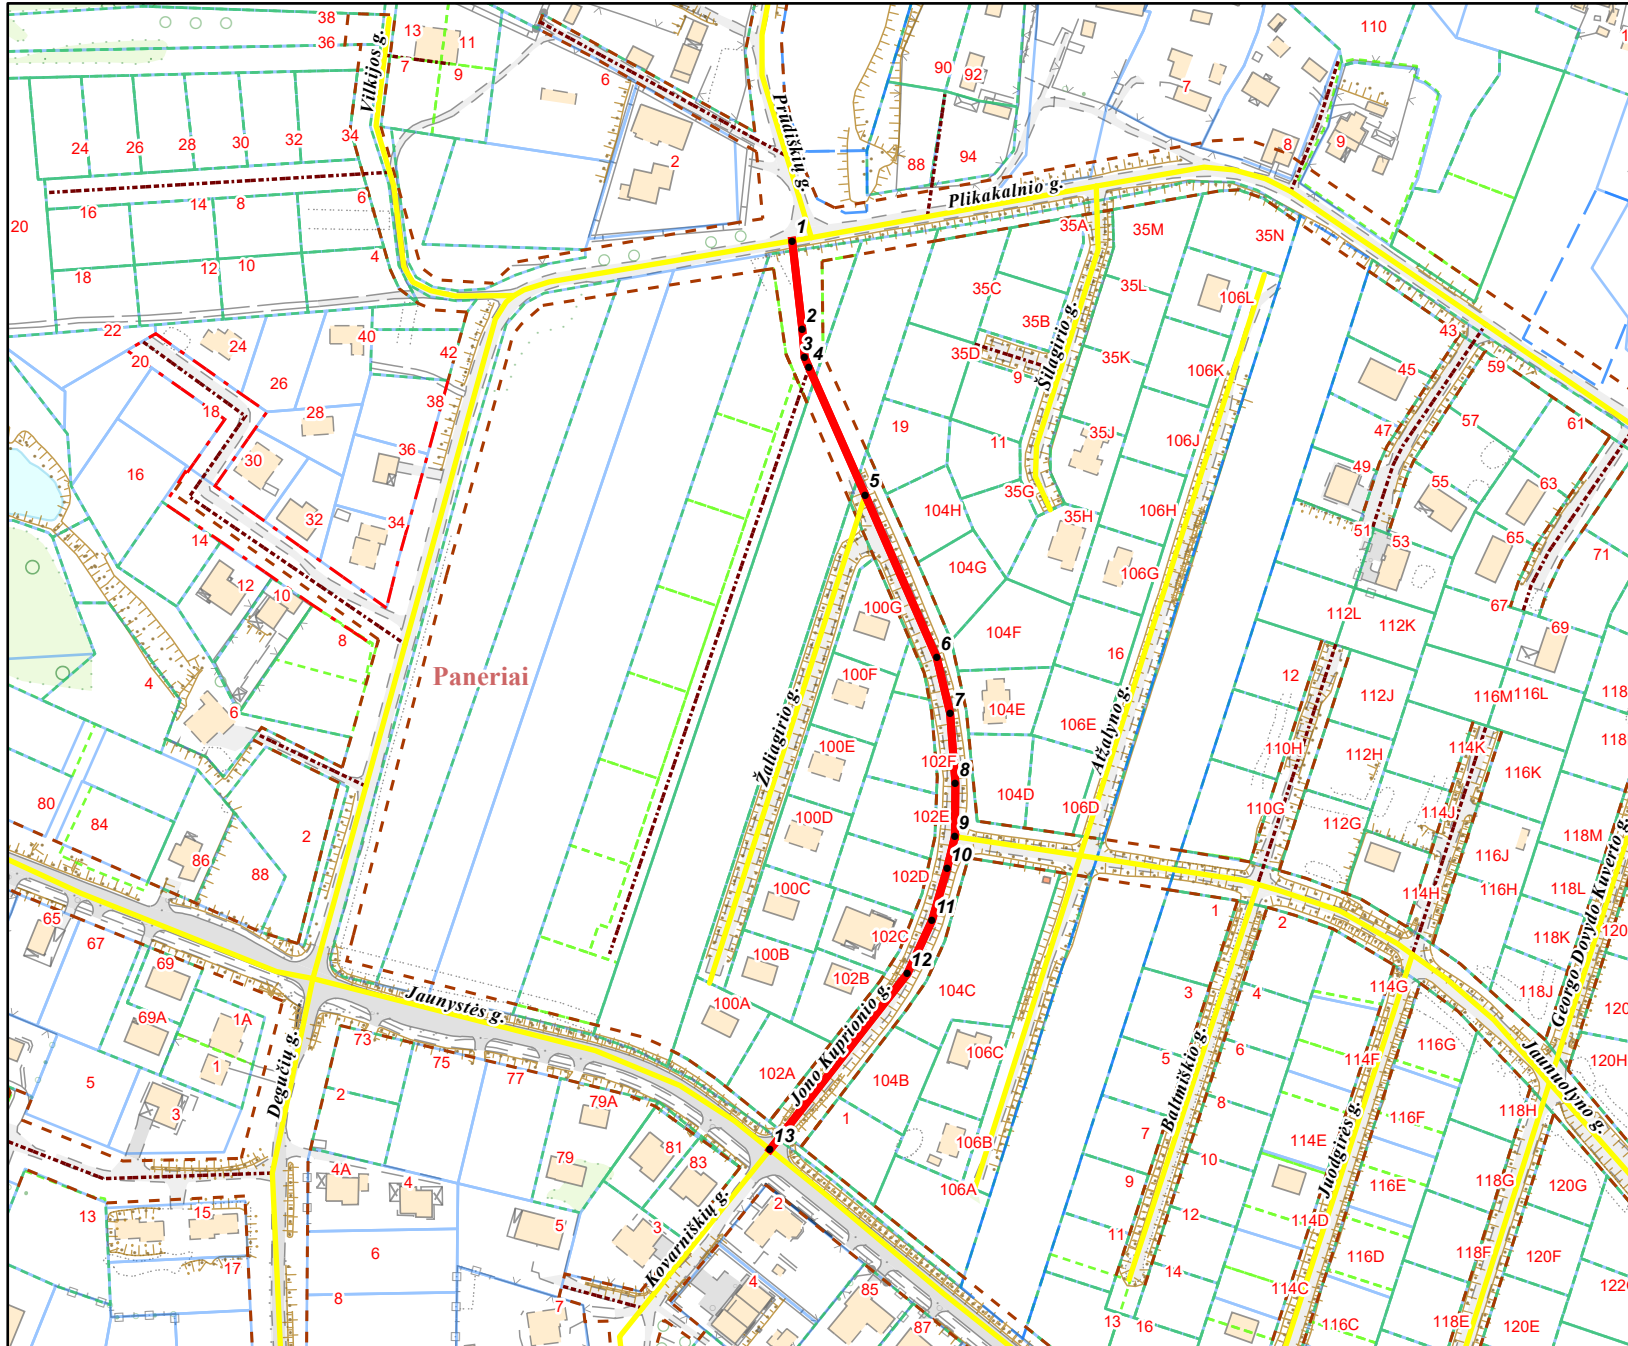 38
36
13
11
7
9
Vilkijos g.
6
Prūdiškių g.
90
92
110
7
8
9
24
26
28
30
32
34
2
88
94
Plikakalnio g.
16
14
8
6
20
18
12
10
4
1
35A
35M
35N
35C
35L
106L
22
24
40
42
2
35B
Šilagirio g.
43
20
26
3
4
35D
9
35K
106K
45
59
18
28
38
57
61
16
30
36
19
11
35J
106J
47
49
5
35G
14
32
34
104H
35H
106H
51
55
63
53
65
71
12
10
104G
106G
8
100G
104F
112L
112K
67
69
Paneriai
6
16
4
100F
12
112J
116M
116L
118
6
Žaliagirio g.
7
104E
106E
Atžalyno g.
100E
102F
8
110H
112H
114K
116K
118
80
84
2
100D
102E
104D
106D
110G
112G
114J
118M
9
10
86
88
100C
102D
116J
114H
116H
118L
Georgo Dovydo Kuverto g.
65
67
11
102C
1
2
118K
120
69
100B
102B
12
104C
3
4
114G
118J
120
Jaunystės g.
100A
Jono Kuprionio g.
69A
1A
Degučių g.
73
75
77
106C
Baltmiškio g.
6
5
114F
116G
Jaunuolyno g.
120H
5
1
2
102A
104B
8
3
79A
1
7
116F
118H
13
106B
10
114E
Juodgirės g.
4A
4
79
81
83
106A
9
116E
118G
120G
13
15
Kovarniškių g.
2
12
114D
17
6
5
3
11
116D
118F
120F
8
7
4
85
87
14
13
16
114C
116C
118E
120E
122